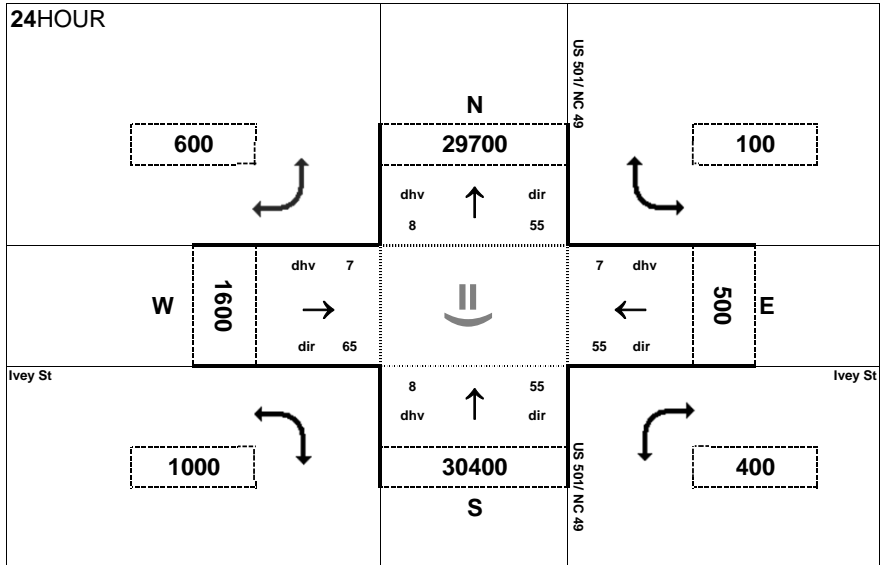 24HOUR
US 501/ NC 49
N
600
29700
100
dhv
dir
8
55
dhv 7
7 dhv
W
1600
500
E
dir 65
55 dir
Ivey St
Ivey St
8
55
dhv
dir
1000
30400
400
US 501/ NC 49
S